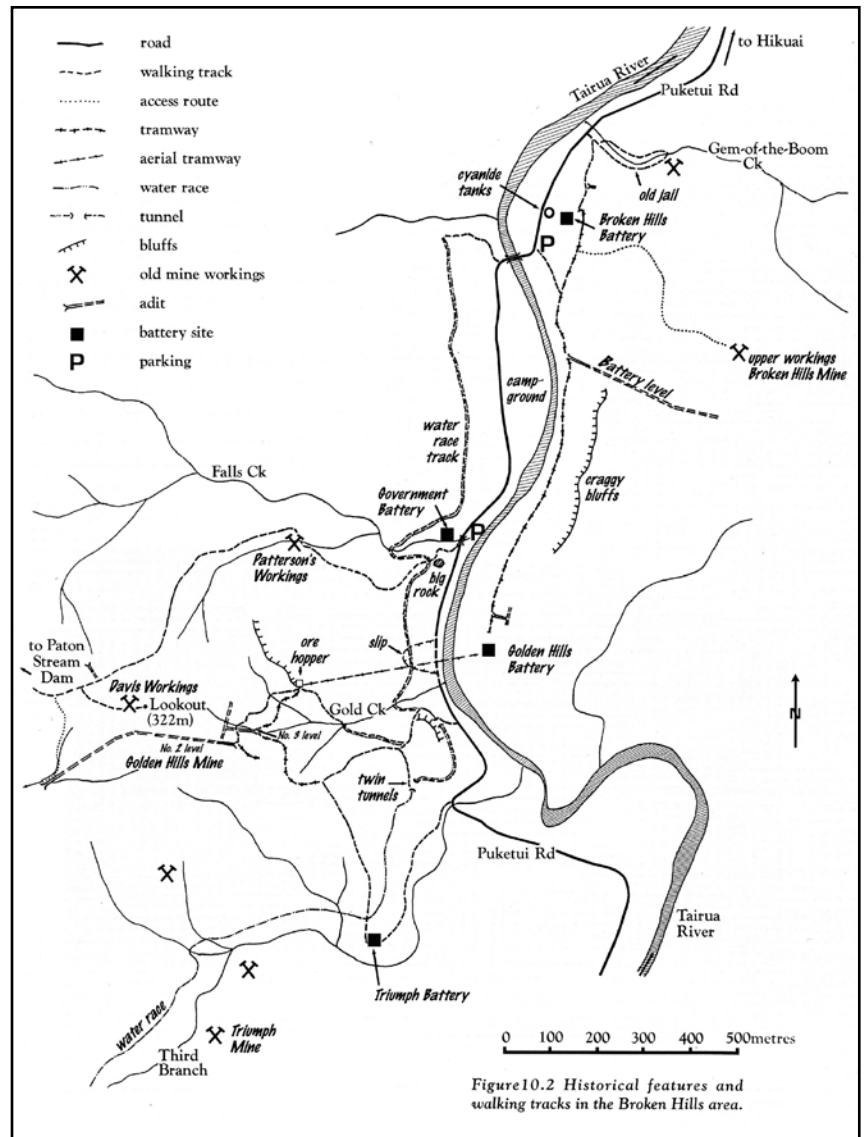 road
walking track
access route
tramway
aerial tramway
water race
tunnel
bluffs
old mine workings
adit
battery site
P
parking
to Hikuai
Tairua River
Puketui Rd
Gem-of-the-Boom
Ck
cyanide
tanks
old jail
Broken Hills
Battery
P
upper workings
Broken Hills Mine
Battery level
camp-
ground
water
race
track
craggy
bluffs
Falls Ck
Government
Battery
P
Patterson's
Workings
big
rock
slip
ore
hopper
Golden Hills
Battery
to Paton
Stream
Dam
Davis Workings
Lookout
(322m)
Gold Ck
No. 3 level
No. 2 level
Golden Hills Mine
N
twin
tunnels
Puketui Rd
Tairua
River
Triumph Battery
water race
Triumph
Mine
Third
Branch
0 100 200 300 400 500metres
Figure10.2 Historical features and
walking tracks in the Broken Hills area.